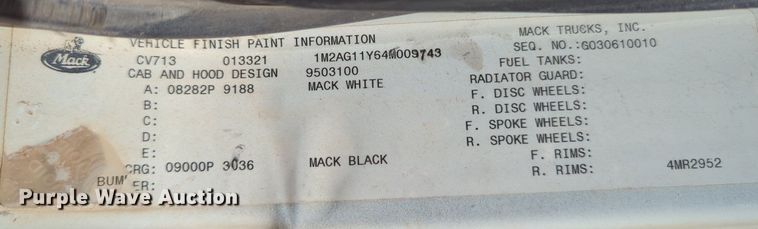 Mack
VEHICLE FINISH PAINT INFORMATION
MACK TRUCKS, INC.
CV713 013321 1M2AG11Y64M009743
SEQ. NO.:G030610010
CAB AND HOOD DESIGN 9503100
FUEL TANKS:
A: 08282P 9188 MACK WHITE
RADIATOR GUARD:
B:
F. DISC WHEELS:
C:
R. DISC WHEELS:
D:
F. SPOKE WHEELS:
E:
R. SPOKE WHEELS:
CRG: 09000P 3036 MACK BLACK
F. RIMS:
ER:
R. RIMS: 4MR2952
Purple Wave Auction